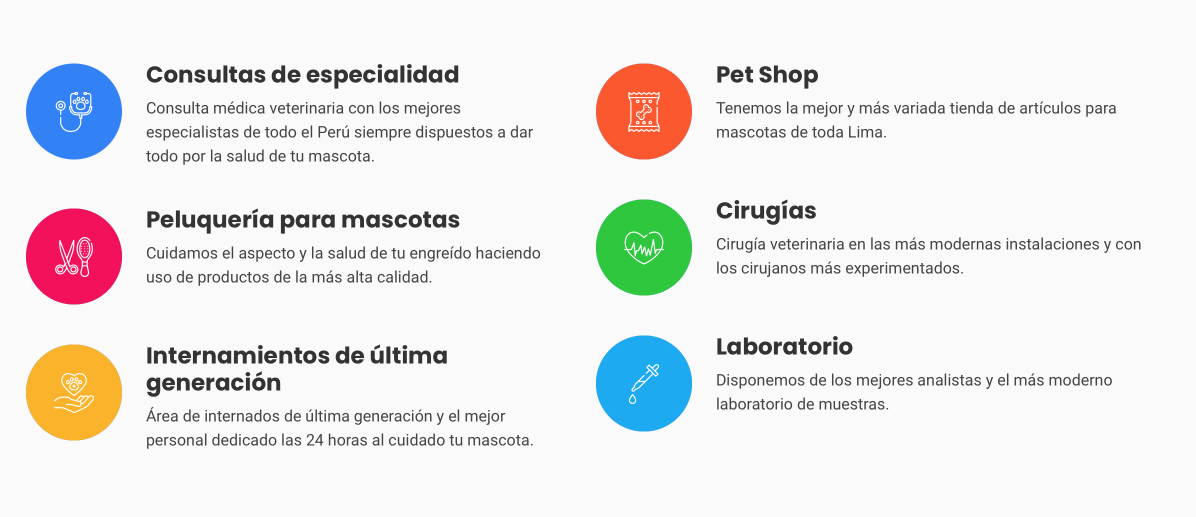 Consultas de especialidad
Consulta médica veterinaria con los mejores
especialistas de todo el Perú siempre dispuestos a dar
todo por la salud de tu mascota.
Peluquería para mascotas
Cuidamos el aspecto y la salud de tu engreído haciendo
uso de productos de la más alta calidad.
Internamientos de última
generación
Área de internados de última generación y el mejor
personal dedicado las 24 horas al cuidado tu mascota.
Pet Shop
Tenemos la mejor y más variada tienda de artículos para
mascotas de toda Lima.
Cirugías
Cirugía veterinaria en las más modernas instalaciones y con
los cirujanos más experimentados.
Laboratorio
Disponemos de los mejores analistas y el más moderno
laboratorio de muestras.